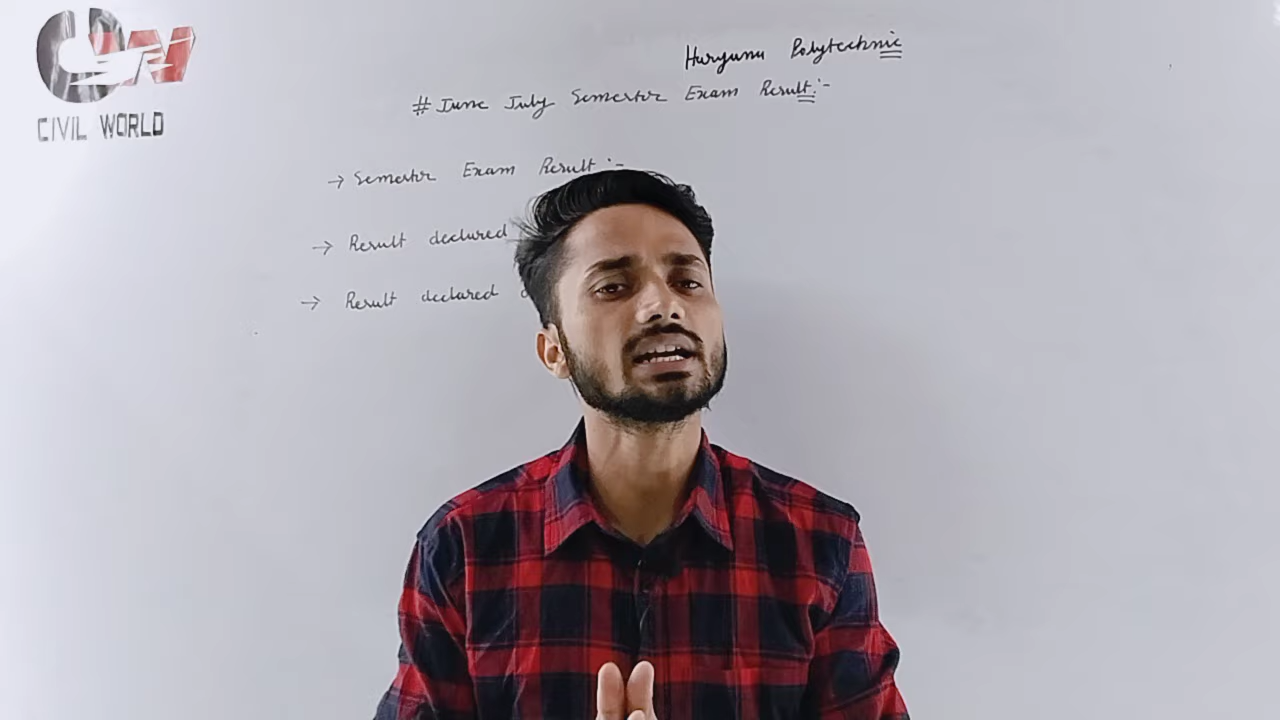 CIVIL WORLD
Haryana Polytechnic
# June July Semester Exam Result :-
→ Semester Exam Result :-
→ Result declared
→ Result declared